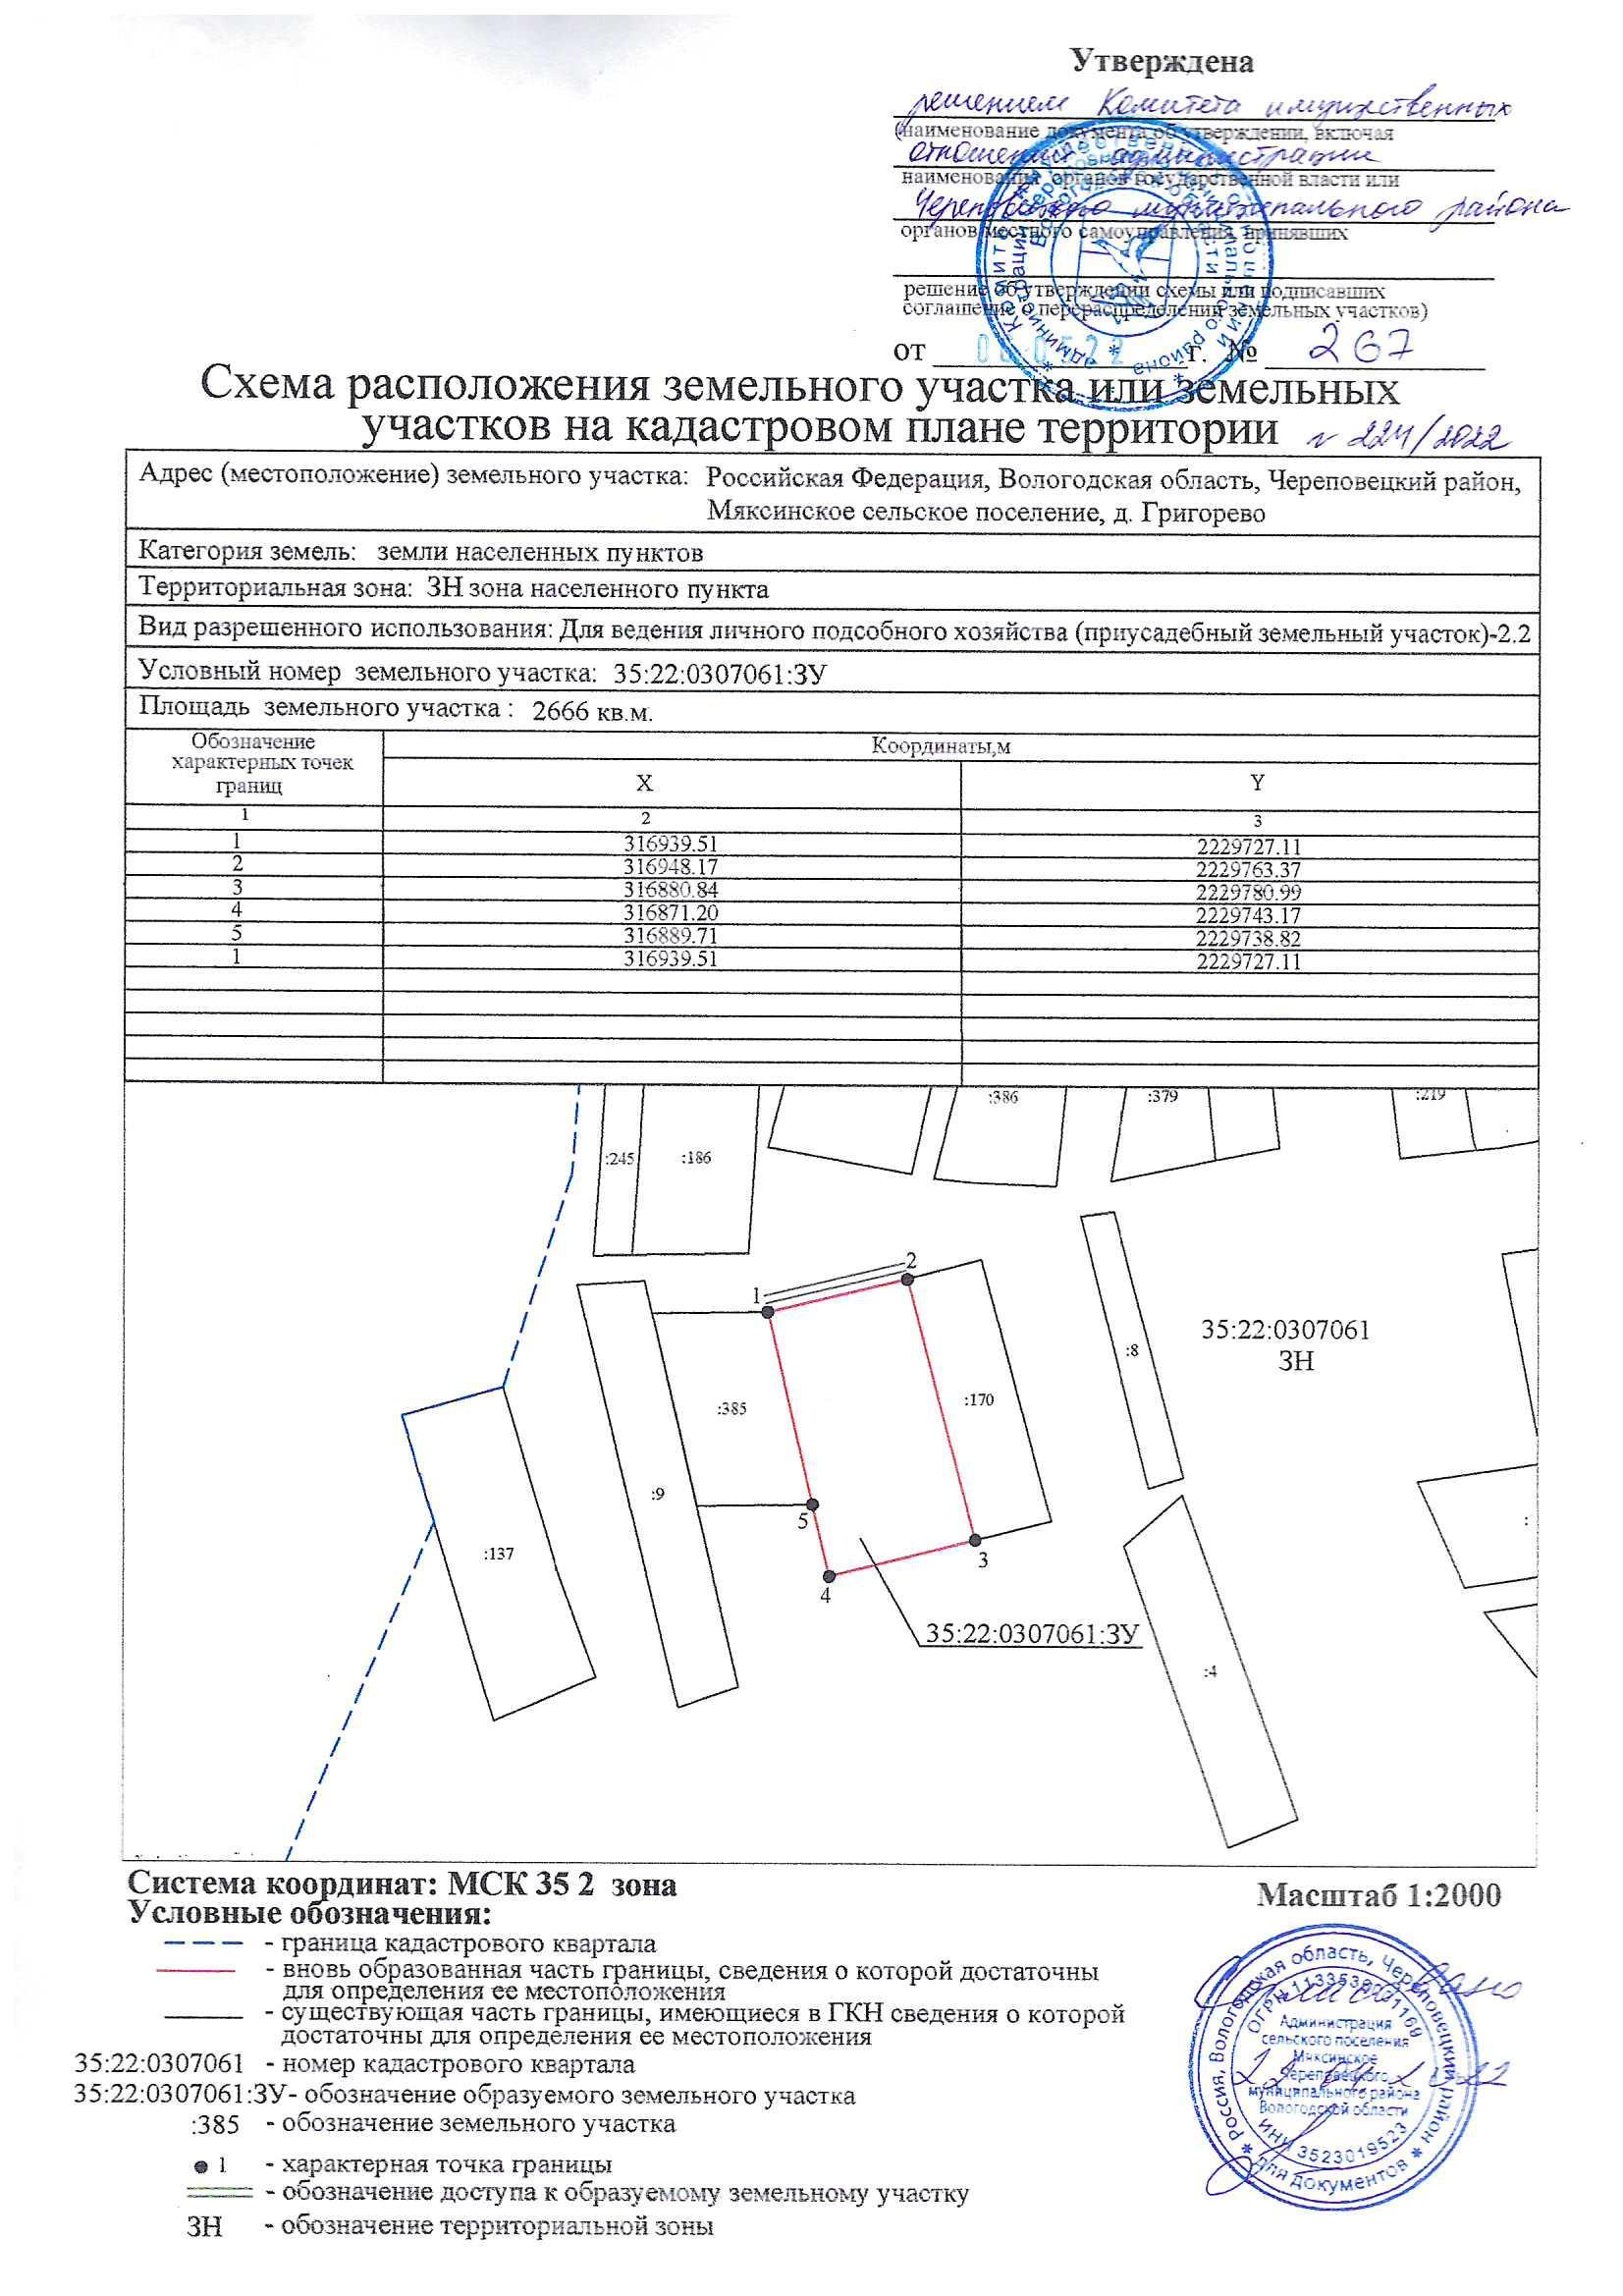 Утверждена
решением Комитета имущественных
(наименование документа об утверждении, включая
отношений администрации
наименования органов государственной власти или
Череповецкого муниципального района
органов местного самоуправления, принявших
решение об утверждении схемы или подписавших
соглашение о перераспределении земельных участков)
от г. № 267
Схема расположения земельного участка или земельных
участков на кадастровом плане территории
г 224/2022
Адрес (местоположение) земельного участка: Российская Федерация, Вологодская область, Череповецкий район,
Мяксинское сельское поселение, д. Григорево
Категория земель: земли населенных пунктов
Территориальная зона: ЗН зона населенного пункта
Вид разрешенного использования: Для ведения личного подсобного хозяйства (приусадебный земельный участок)-2.2
Условный номер земельного участка: 35:22:0307061:ЗУ
Площадь земельного участка : 2666 кв.м.
Обозначение
характерных точек
границ
Координаты,м
X Y
1 2 3
1 316939.51 2229727.11
2 316948.17 2229763.37
3 316880.84 2229780.99
4 316871.20 2229743.17
5 316889.71 2229738.82
1 316939.51 2229727.11
:386 :379 :219
:245 :186
2
1
35:22:0307061
ЗН
:8
:170
:385
:9
5
:
:137
3
4
35:22:0307061:ЗУ
:4
Система координат: МСК 35 2 зона
Масштаб 1:2000
Условные обозначения:
- граница кадастрового квартала
- вновь образованная часть границы, сведения о которой достаточны
для определения ее местоположения
- существующая часть границы, имеющиеся в ГКН сведения о которой
достаточны для определения ее местоположения
35:22:0307061 - номер кадастрового квартала
35:22:0307061:ЗУ- обозначение образуемого земельного участка
:385 - обозначение земельного участка
1 - характерная точка границы
- обозначение доступа к образуемому земельному участку
ЗН - обозначение территориальной зоны
Россия, Вологодская область, Череповецкий район
Администрация
сельского поселения
Мяксинское
Череповецкого
муниципального района
Вологодской области
ИНН 3523019523
* для документов *